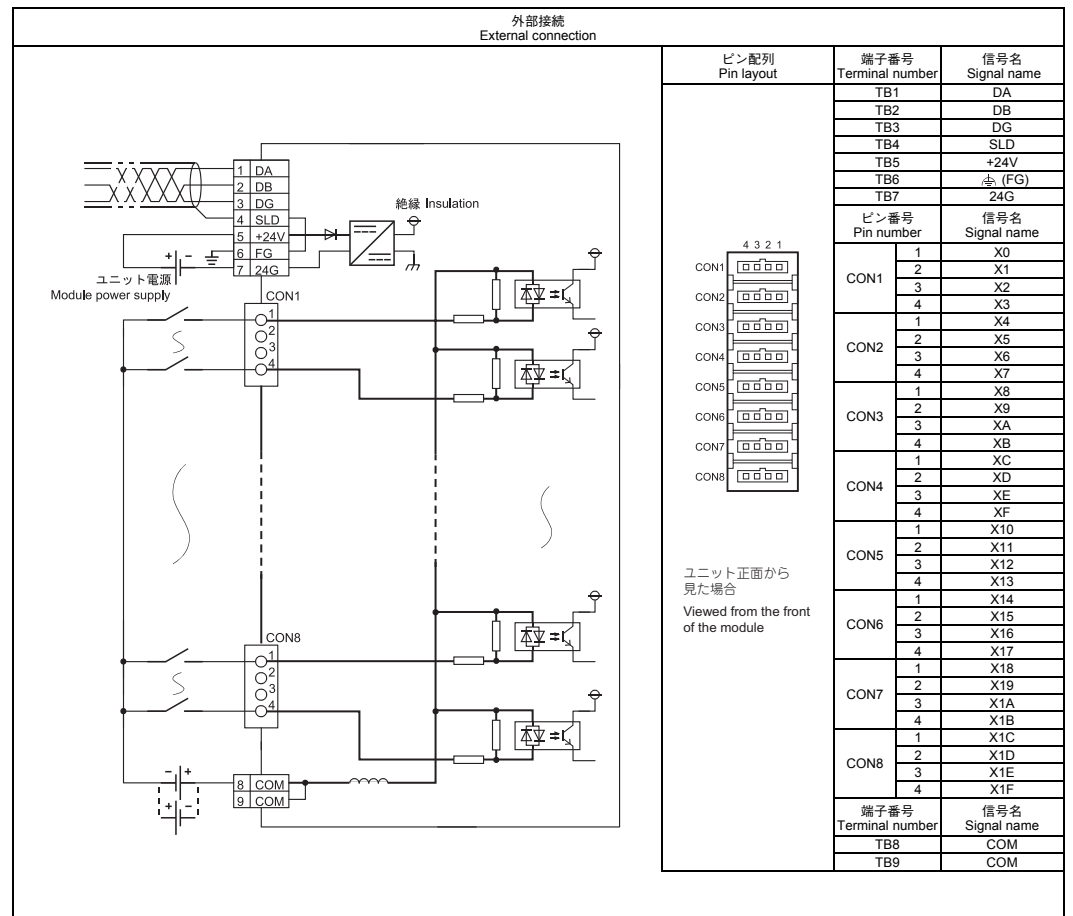 外部接続
External connection
1 DA
2 DB
3 DG
4 SLD
5 +24V
6 FG
7 24G
絶縁 Insulation
+ -
ユニット電源
Module power supply
CON1
1
2
3
4
CON8
1
2
3
4
- +
+ -
8 COM
9 COM
ピン配列
Pin layout
4 3 2 1
CON1
CON2
CON3
CON4
CON5
CON6
CON7
CON8
ユニット正面から
見た場合
Viewed from the front
of the module
端子番号 信号名
Terminal number Signal name
TB1 DA
TB2 DB
TB3 DG
TB4 SLD
TB5 +24V
TB6 (FG)
TB7 24G
ピン番号 信号名
Pin number Signal name
CON1
1 X0
2 X1
3 X2
4 X3
CON2
1 X4
2 X5
3 X6
4 X7
CON3
1 X8
2 X9
3 XA
4 XB
CON4
1 XC
2 XD
3 XE
4 XF
CON5
1 X10
2 X11
3 X12
4 X13
CON6
1 X14
2 X15
3 X16
4 X17
CON7
1 X18
2 X19
3 X1A
4 X1B
CON8
1 X1C
2 X1D
3 X1E
4 X1F
端子番号 信号名
Terminal number Signal name
TB8 COM
TB9 COM